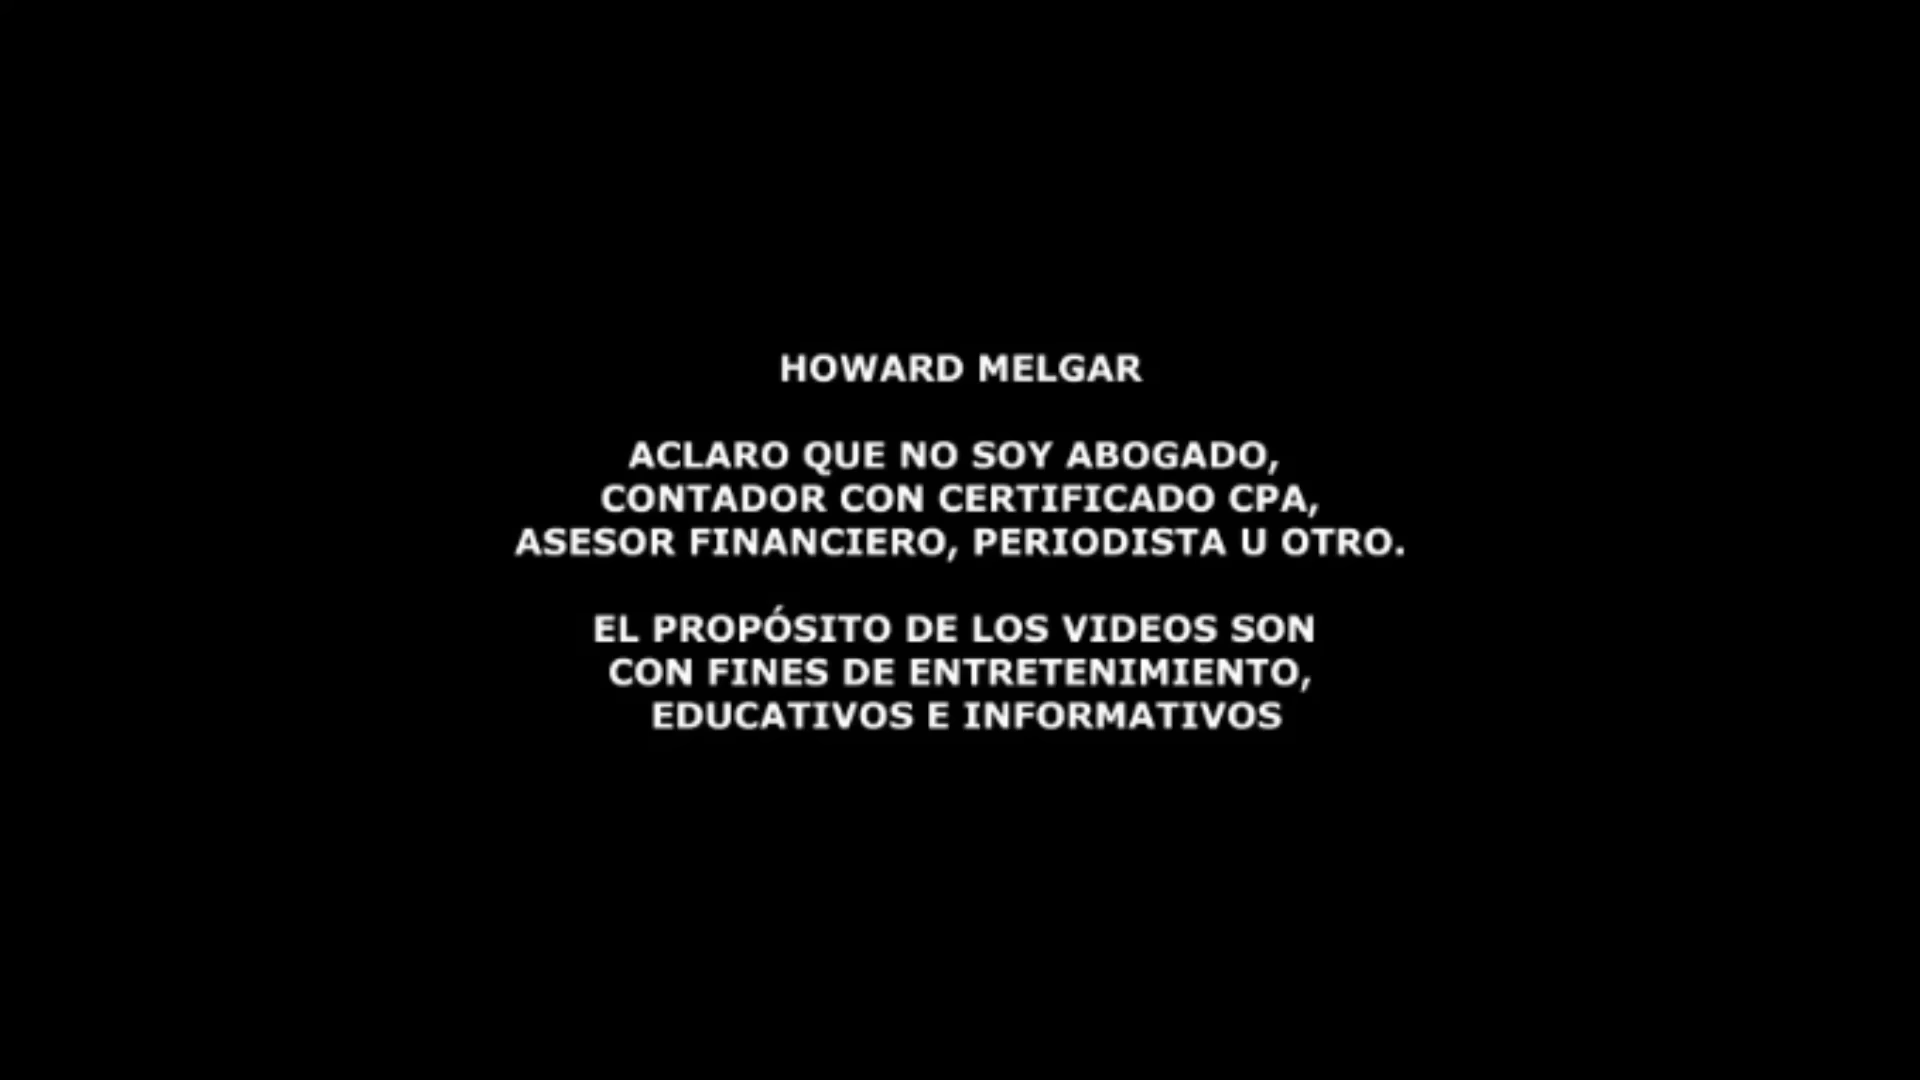 HOWARD MELGAR
ACLARO QUE NO SOY ABOGADO,
CONTADOR CON CERTIFICADO CPA,
ASESOR FINANCIERO, PERIODISTA U OTRO.
EL PROPÓSITO DE LOS VIDEOS SON
CON FINES DE ENTRETENIMIENTO,
EDUCATIVOS E INFORMATIVOS